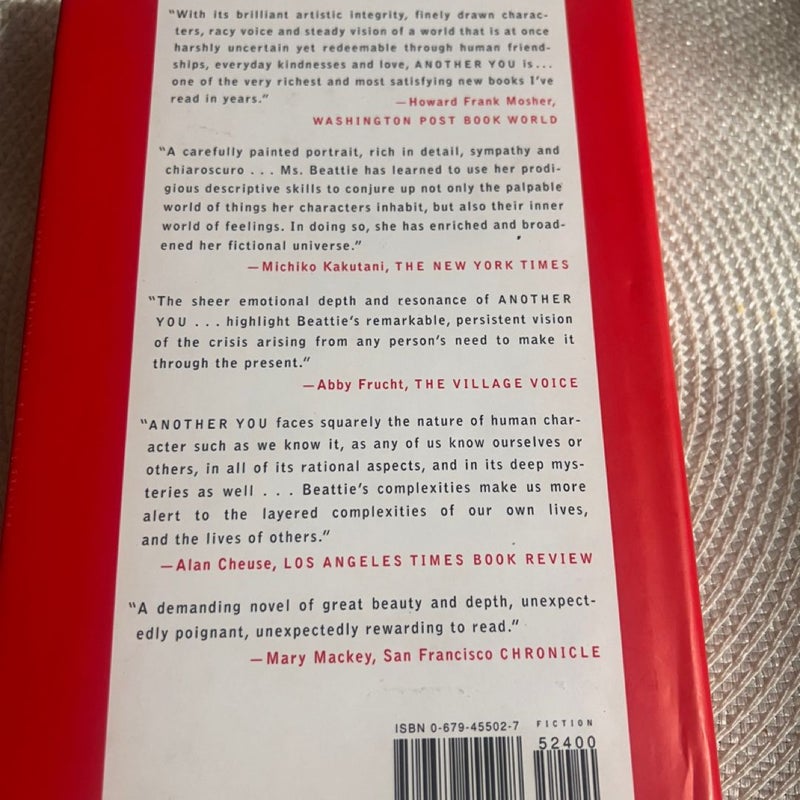 "With its brilliant artistic integrity, finely drawn charac-
ters, racy voice and steady vision of a world that is at once
harshly uncertain yet redeemable through human friend-
ships, everyday kindnesses and love, ANOTHER YOU is...
one of the very richest and most satisfying new books I've
read in years."
—Howard Frank Mosher,
WASHINGTON POST BOOK WORLD
"A carefully painted portrait, rich in detail, sympathy and
chiaroscuro . . . Ms. Beattie has learned to use her prodi-
gious descriptive skills to conjure up not only the palpable
world of things her characters inhabit, but also their inner
world of feelings. In doing so, she has enriched and broad-
ened her fictional universe."
—Michiko Kakutani, THE NEW YORK TIMES
"The sheer emotional depth and resonance of ANOTHER
YOU . . . highlight Beattie's remarkable, persistent vision
of the crisis arising from any person's need to make it
through the present."
—Abby Frucht, THE VILLAGE VOICE
"ANOTHER YOU faces squarely the nature of human char-
acter such as we know it, as any of us know ourselves or
others, in all of its rational aspects, and in its deep mys-
teries as well . . . Beattie's complexities make us more
alert to the layered complexities of our own lives,
and the lives of others."
—Alan Cheuse, LOS ANGELES TIMES BOOK REVIEW
"A demanding novel of great beauty and depth, unexpect-
edly poignant, unexpectedly rewarding to read."
—Mary Mackey, San Francisco CHRONICLE
ISBN 0-679-45502-7 FICTION
52400